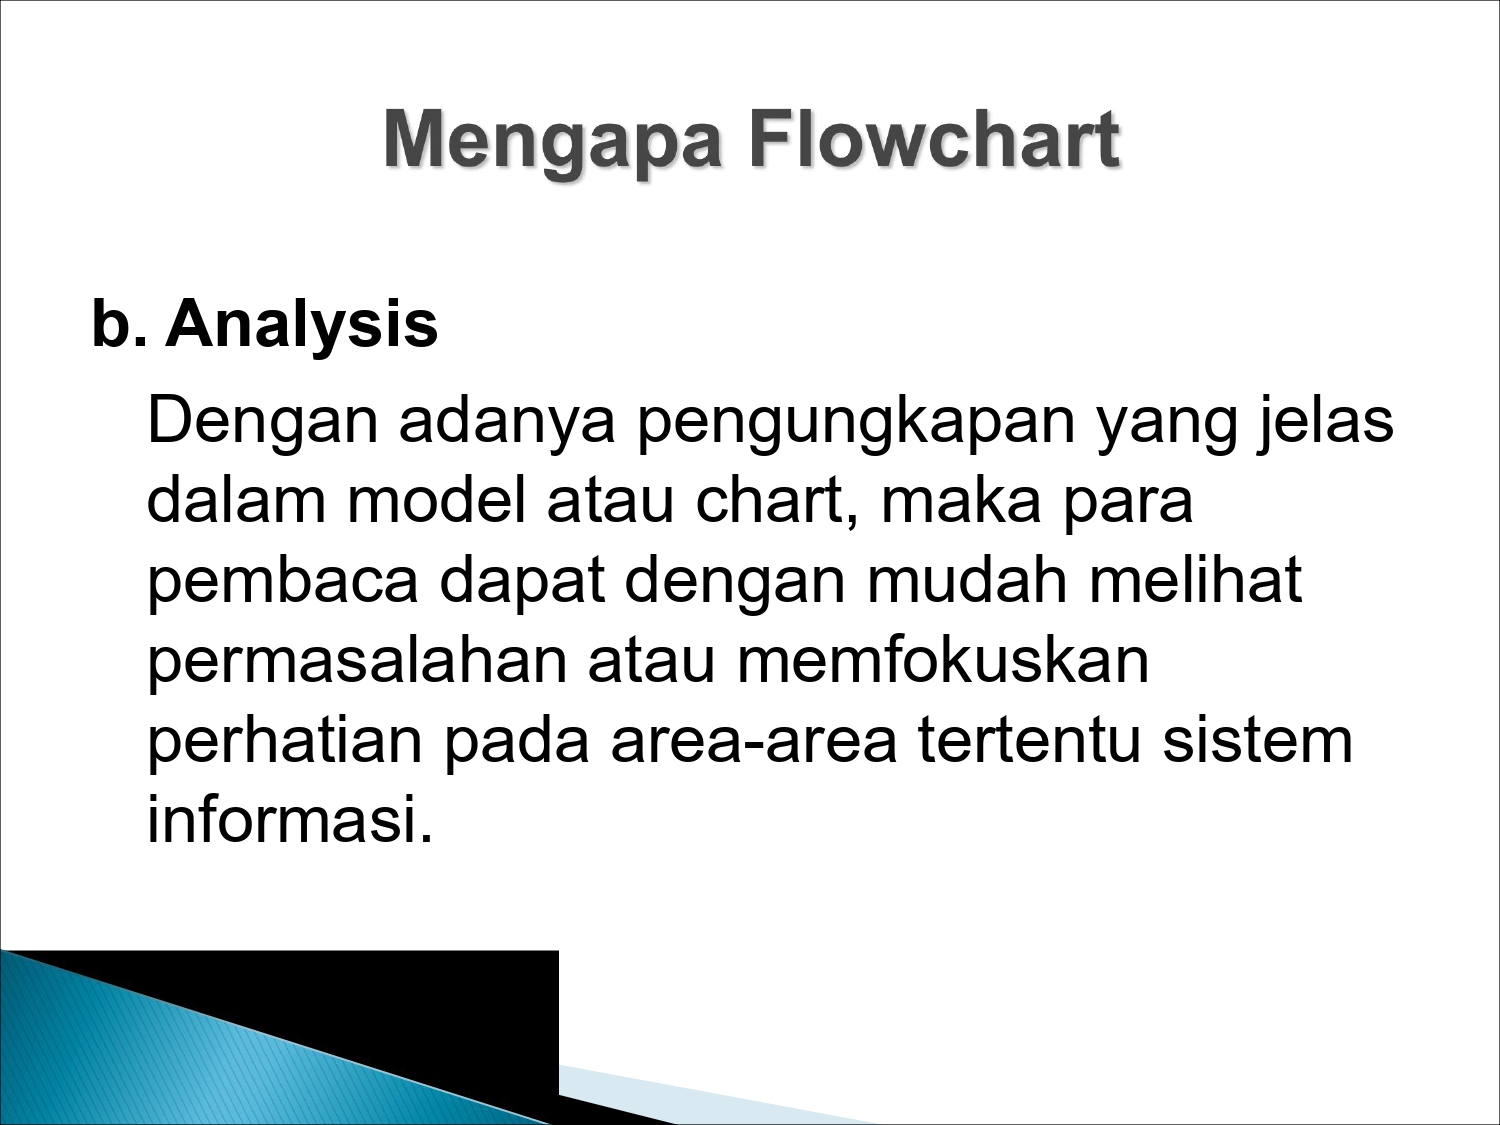 Mengapa Flowchart
b. Analysis
Dengan adanya pengungkapan yang jelas
dalam model atau chart, maka para
pembaca dapat dengan mudah melihat
permasalahan atau memfokuskan
perhatian pada area-area tertentu sistem
informasi.